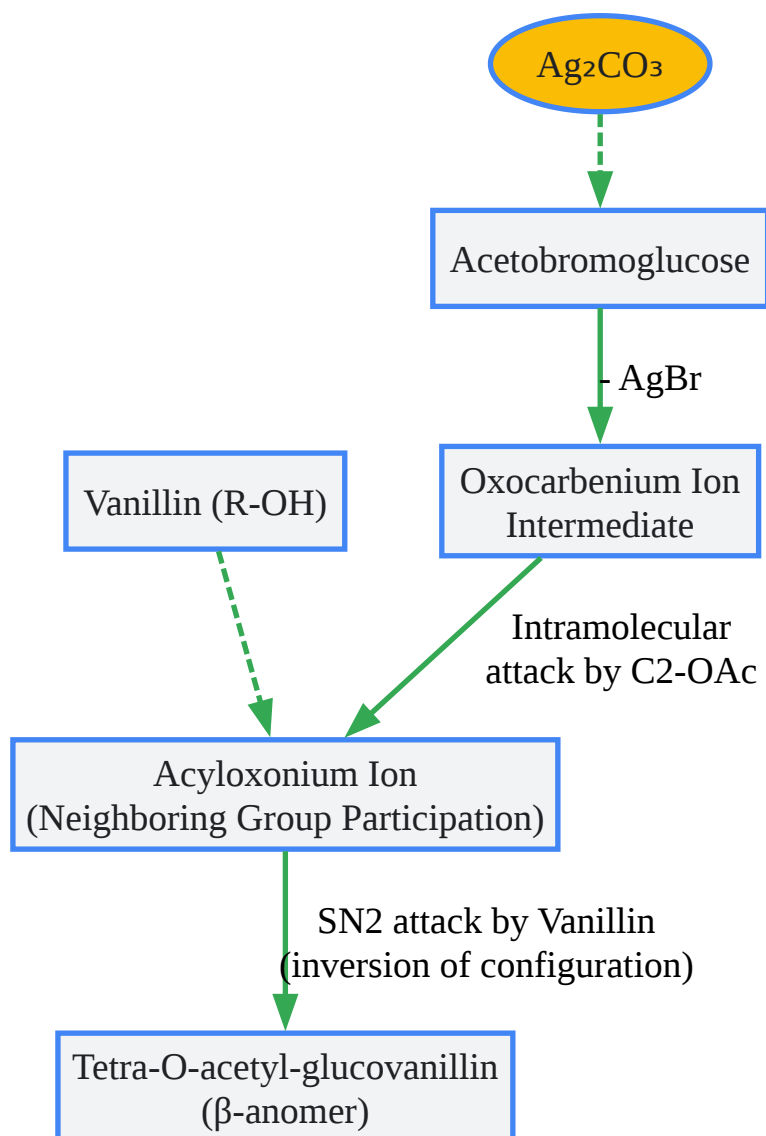 Ag₂CO₃
Acetobromoglucose
- AgBr
Oxocarbenium Ion
Intermediate
Vanillin (R-OH)
Intramolecular
attack by C2-OAc
Acyloxonium Ion
(Neighboring Group Participation)
SN2 attack by Vanillin
(inversion of configuration)
Tetra-O-acetyl-glucovanillin
(β-anomer)